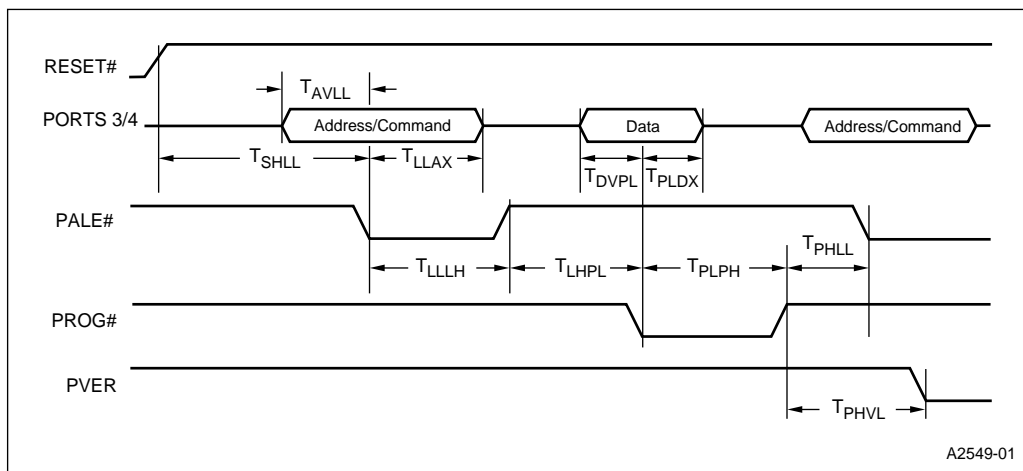 RESET#
TAVLL
PORTS 3/4
Address/Command
Data
Address/Command
TSHLL
TLLAX
TDVPL
TPLDX
PALE#
TPHLL
TLLLH
TLHPL
TPLPH
PROG#
PVER
TPHVL
A2549-01